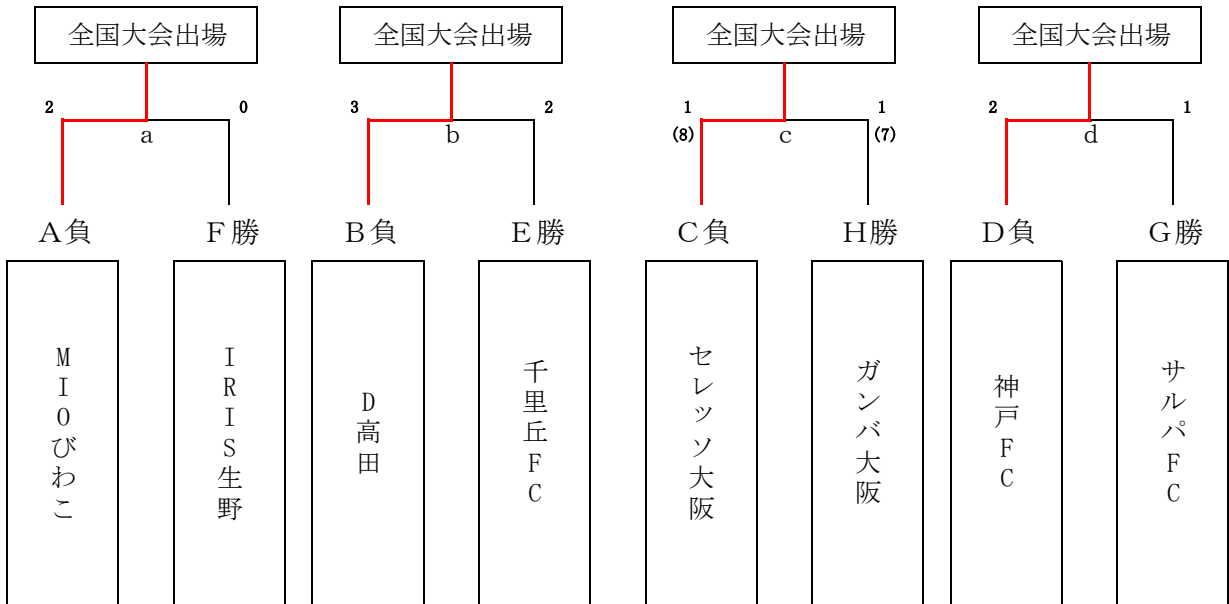 全国大会出場 全国大会出場 全国大会出場 全国大会出場
2 0 3 2 1 1 2 1
a b (8) c (7) d
A負 F勝 B負 E勝 C負 H勝 D負 G勝
MIOびわこ
IRIS生野
D高田
千里丘FC
セレッソ大阪
ガンバ大阪
神戸FC
サルパFC